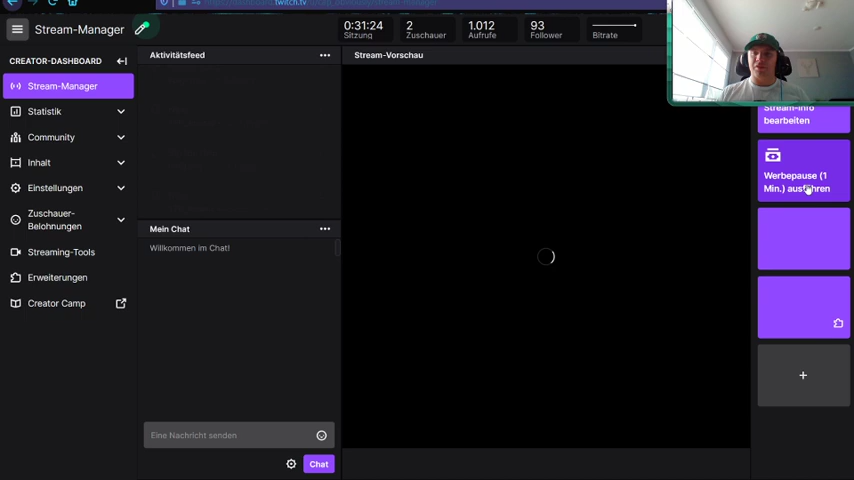 Stream-Manager
0:31:24
Sitzung
2
Zuschauer
1.012
Aufrufe
93
Follower
Bitrate
CREATOR-DASHBOARD
Stream-Manager
Statistik
Community
Inhalt
Einstellungen
Zuschauer-
Belohnungen
Streaming-Tools
Erweiterungen
Creator Camp
Aktivitätsfeed
Mein Chat
Willkommen im Chat!
Eine Nachricht senden
Chat
Stream-Vorschau
Stream-Info
bearbeiten
Werbepause (1
Min.) ausführen
+